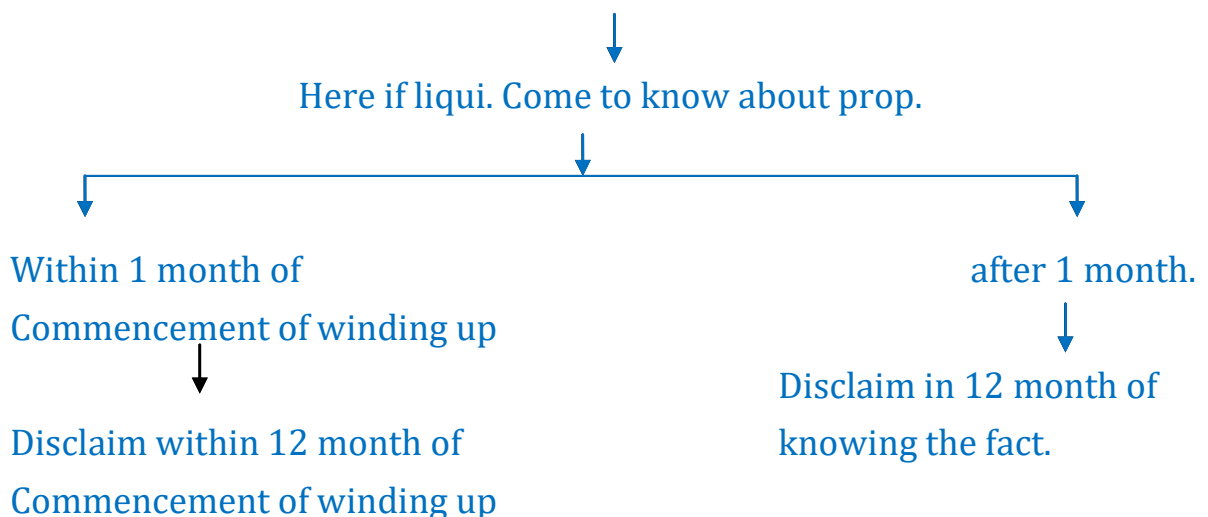 Here if liqui. Come to know about prop.
Within 1 month of
Commencement of winding up
Disclaim within 12 month of
Commencement of winding up
after 1 month.
Disclaim in 12 month of
knowing the fact.